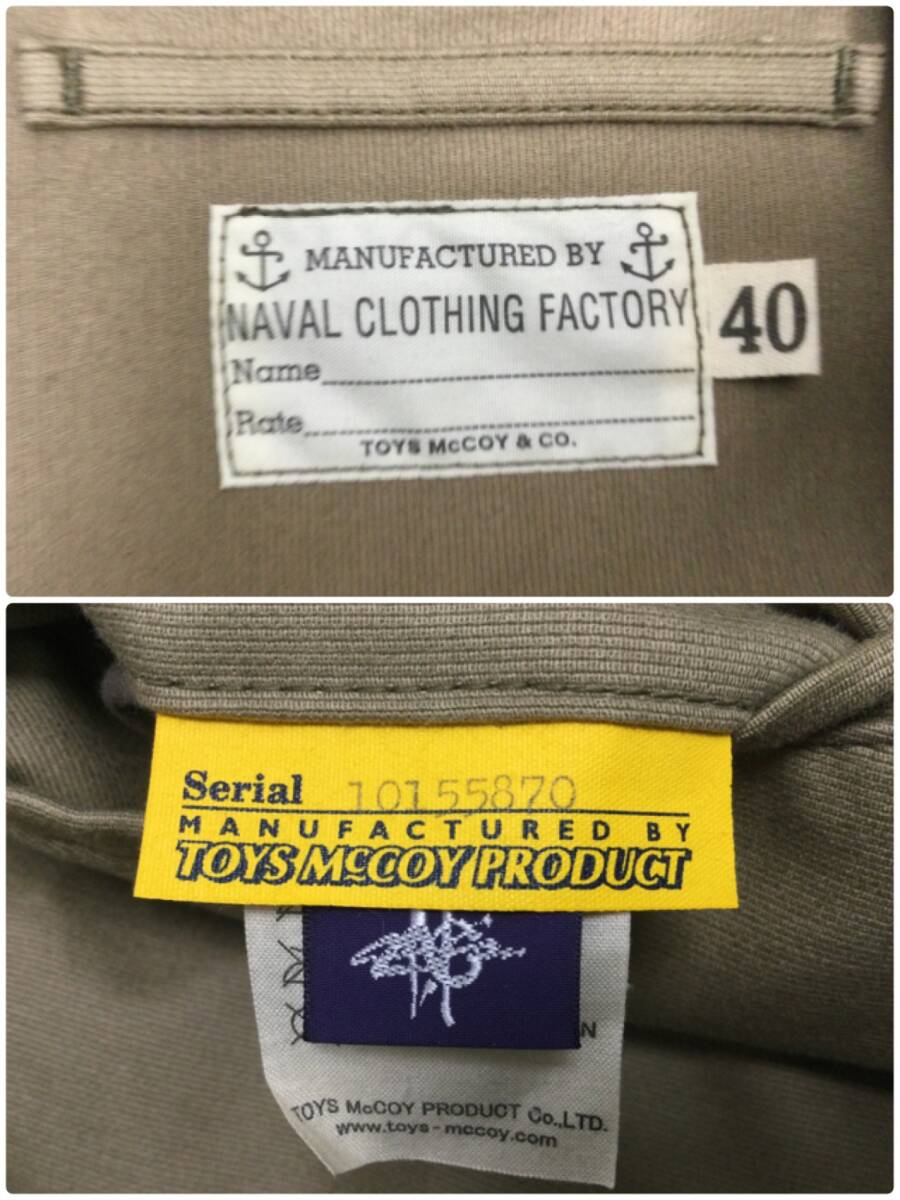 MANUFACTURED BY
NAVAL CLOTHING FACTORY
40
Name
Rate
TOYS McCOY & CO.
Serial 10155870
MANUFACTURED BY
TOYS McCOY PRODUCT
N
TOYS McCOY PRODUCT Co.,LTD.
www.toys-mccoy.com